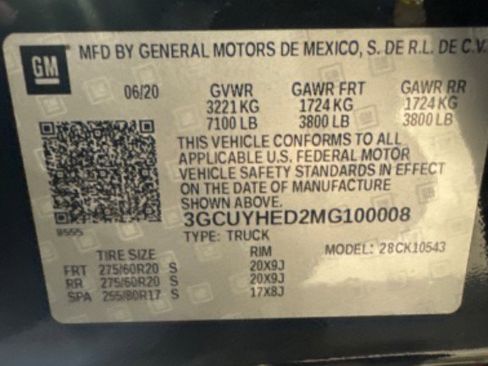 GM
MFD BY GENERAL MOTORS DE MEXICO, S. DE R.L. DE C.V.
06/20 GVWR GAWR FRT GAWR RR
3221 KG 1724 KG 1724 KG
7100 LB 3800 LB 3800 LB
THIS VEHICLE CONFORMS TO ALL
APPLICABLE U.S. FEDERAL MOTOR
VEHICLE SAFETY STANDARDS IN EFFECT
ON THE DATE OF MANUFACTURE
SHOWN ABOVE.
3GCUYHED2MG100008
TYPE: TRUCK MODEL: 28CK10543
TIRE SIZE RIM
FRT 275/60R20 S 20X9J
RR 275/60R20 S 20X9J
SPA 255/80R17 S 17X8J